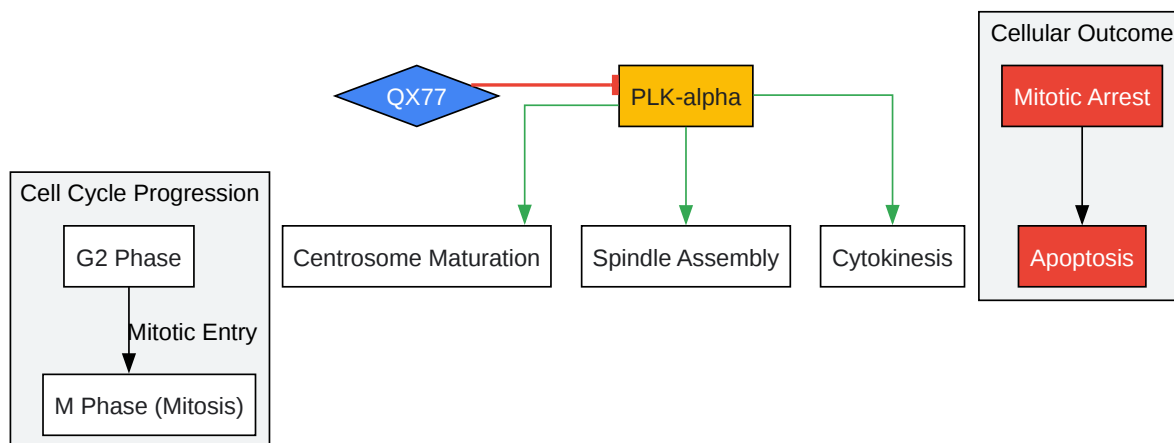 Cellular Outcome
QX77
PLK-alpha
Mitotic Arrest
Cell Cycle Progression
G2 Phase
Centrosome Maturation
Spindle Assembly
Cytokinesis
Apoptosis
Mitotic Entry
M Phase (Mitosis)